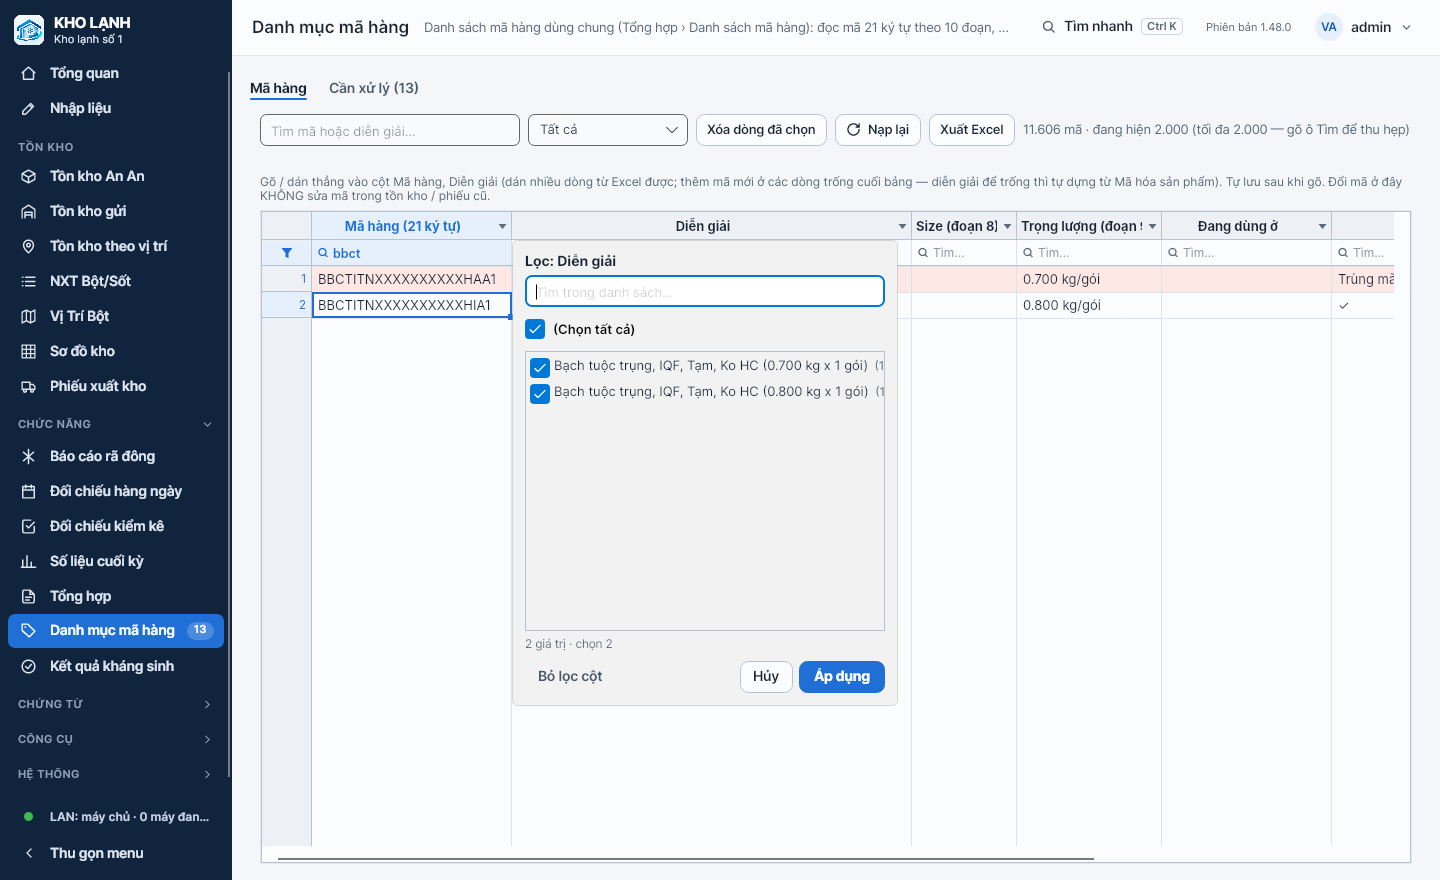 KHO LẠNH
Kho lạnh số 1
Tổng quan
Nhập liệu
TỒN KHO
Tồn kho An An
Tồn kho gửi
Tồn kho theo vị trí
NXT Bột/Sốt
Vị Trí Bột
Sơ đồ kho
Phiếu xuất kho
CHỨC NĂNG
Báo cáo rã đông
Đối chiếu hàng ngày
Đối chiếu kiểm kê
Số liệu cuối kỳ
Tổng hợp
Danh mục mã hàng 13
Kết quả kháng sinh
CHỨNG TỪ
CÔNG CỤ
HỆ THỐNG
LAN: máy chủ · 0 máy đan...
Thu gọn menu
Danh mục mã hàng Danh sách mã hàng dùng chung (Tổng hợp › Danh sách mã hàng): đọc mã 21 ký tự theo 10 đoạn, ... Tìm nhanh Ctrl K Phiên bản 1.48.0 VA admin
Mã hàng Cần xử lý (13)
Tìm mã hoặc diễn giải... Tất cả Xóa dòng đã chọn Nạp lại Xuất Excel 11.606 mã · đang hiện 2.000 (tối đa 2.000 — gõ ô Tìm để thu hẹp)
Gõ / dán thẳng vào cột Mã hàng, Diễn giải (dán nhiều dòng từ Excel được; thêm mã mới ở các dòng trống cuối bảng — diễn giải để trống thì tự dựng từ Mã hóa sản phẩm). Tự lưu sau khi gõ. Đổi mã ở đây
KHÔNG sửa mã trong tồn kho / phiếu cũ.
Mã hàng (21 ký tự) Diễn giải Size (đoạn 8) Trọng lượng (đoạn 9 Đang dùng ở
bbct Tìm... Tìm... Tìm... Tìm...
1 BBCTITNXXXXXXXXXXHAA1 0.700 kg/gói Trùng mã
2 BBCTITNXXXXXXXXXXHIA1 0.800 kg/gói ✓
Lọc: Diễn giải
Tìm trong danh sách...
(Chọn tất cả)
Bạch tuộc trụng, IQF, Tạm, Ko HC (0.700 kg x 1 gói) (1
Bạch tuộc trụng, IQF, Tạm, Ko HC (0.800 kg x 1 gói) (1
2 giá trị · chọn 2
Bỏ lọc cột Hủy Áp dụng